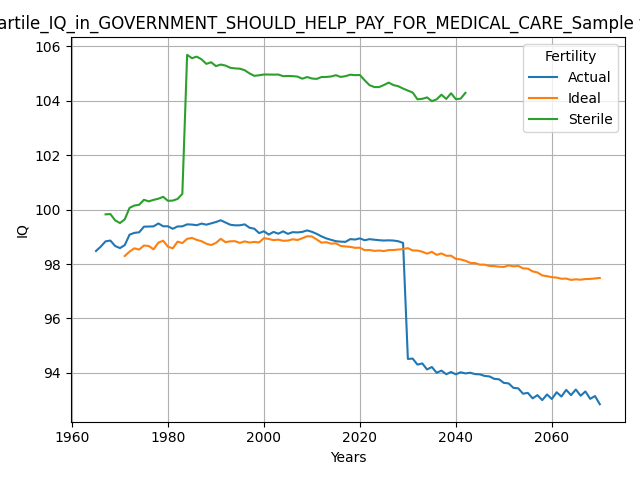 artile_IQ_in_GOVERNMENT_SHOULD_HELP_PAY_FOR_MEDICAL_CARE_Sample
Fertility
Actual
Ideal
Sterile
106
104
102
100
98
96
94
IQ
1960
1980
2000
2020
2040
2060
Years